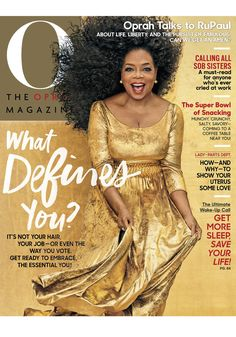 Oprah Talks to RuPaul
ABOUT LIFE, LIBERTY AND THE PURSUIT OF FABULOUS
CAN WE GET AN AMEN?
O
THE OPRAH
MAGAZINE
CALLING ALL
SOB SISTERS
A must-read for
anyone who's ever
cried at work
The Super Bowl
of Snacking
MUNCHY, CRUNCHY,
SALTY, SAVORY—
COMING TO A
COFFEE TABLE
NEAR YOU
LADY-PARTS DEPT.
HOW—AND
WHY—TO
SHOW YOUR
UTERUS
SOME LOVE
The Ultimate
Wake-Up Call
GET
MORE
SLEEP,
SAVE
YOUR
LIFE!
PG. 84
What
Defines
You?
IT'S NOT YOUR HAIR,
YOUR JOB—OR EVEN THE
WAY YOU VOTE.
GET READY TO EMBRACE
THE ESSENTIAL YOU!